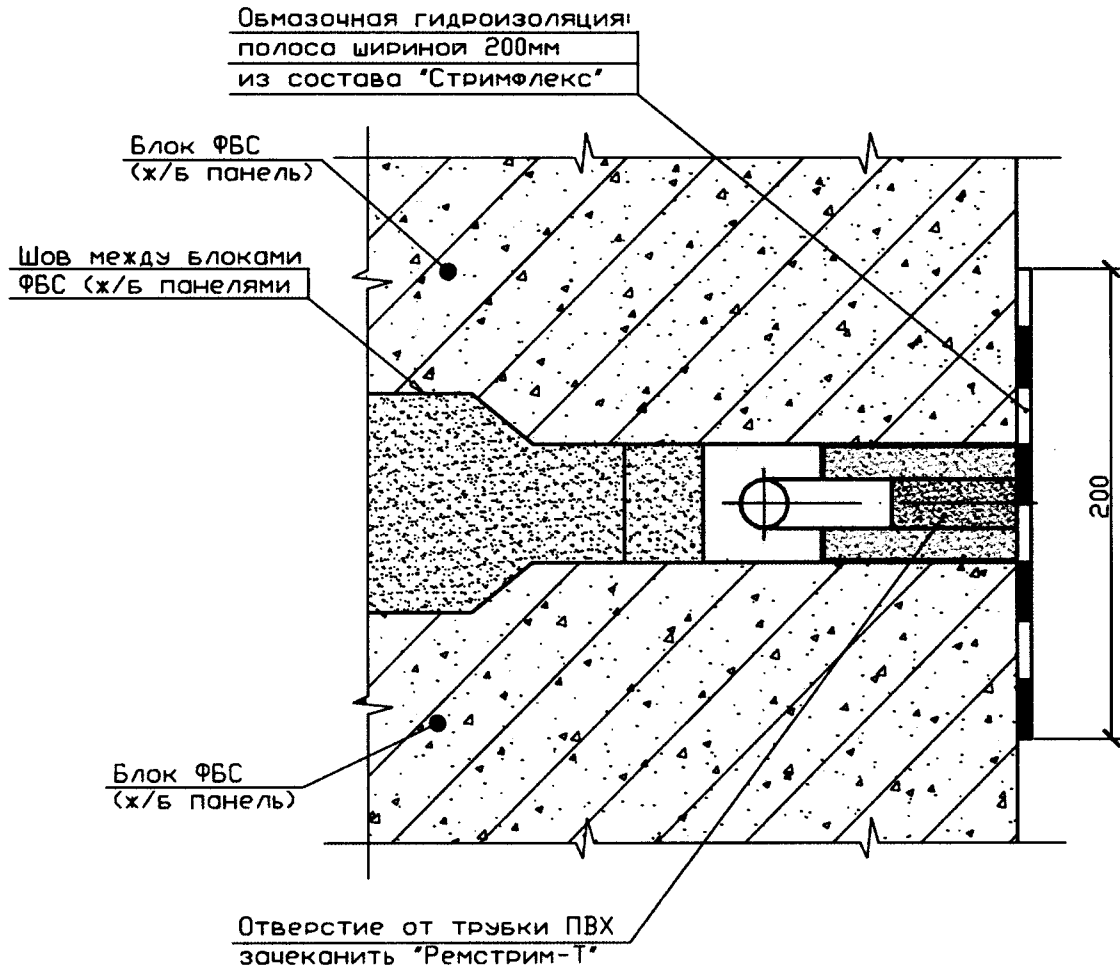 Обмазочная гидроизоляция:
полоса шириной 200мм
из состава "Стримфлекс"
Блок ФБС
(ж/б панель)
Шов между блоками
ФБС (ж/б панелями
200
Блок ФБС
(ж/б панель)
Отверстие от трубки ПВХ
зачеканить "Ремстрим-Т"